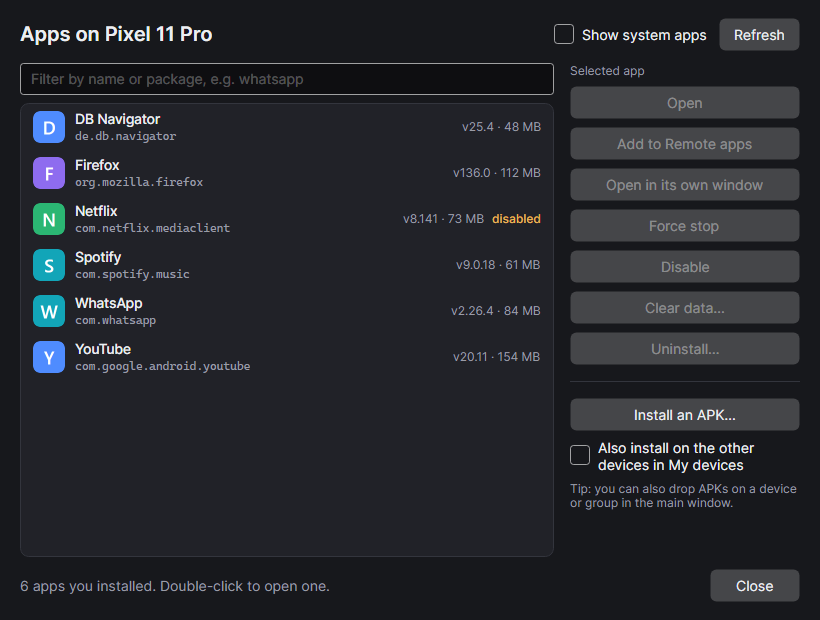 Apps on Pixel 11 Pro
Show system apps
Refresh
Filter by name or package, e.g. whatsapp
Selected app
D
DB Navigator
de.db.navigator
v25.4 · 48 MB
F
Firefox
org.mozilla.firefox
v136.0 · 112 MB
N
Netflix
com.netflix.mediaclient
v8.141 · 73 MB disabled
S
Spotify
com.spotify.music
v9.0.18 · 61 MB
W
WhatsApp
com.whatsapp
v2.26.4 · 84 MB
Y
YouTube
com.google.android.youtube
v20.11 · 154 MB
Open
Add to Remote apps
Open in its own window
Force stop
Disable
Clear data...
Uninstall...
Install an APK...
Also install on the other
devices in My devices
Tip: you can also drop APKs on a device
or group in the main window.
6 apps you installed. Double-click to open one.
Close